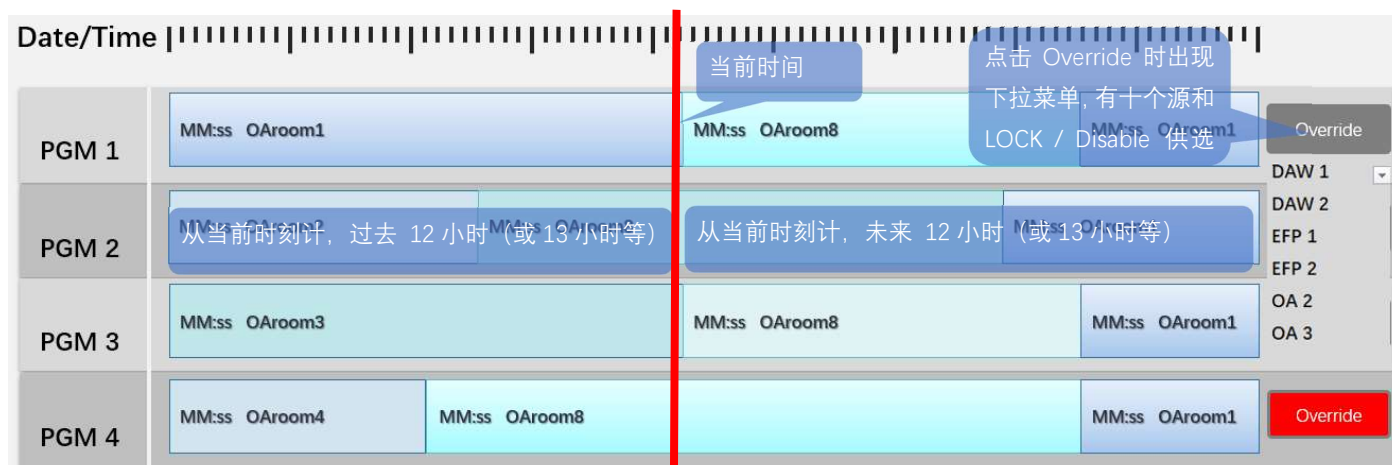 Date/Time
当前时间
点击 Override 时出现
下拉菜单, 有十个源和
LOCK / Disable 供选
PGM 1
MM:ss OAroom1
MM:ss OAroom8
MM:ss OAroom1
Override
DAW 1
DAW 2
EFP 1
EFP 2
OA 2
OA 3
PGM 2
从当前时刻计, 过去 12 小时 (或 13 小时等)
从当前时刻计, 未来 12 小时 (或 13 小时等)
PGM 3
MM:ss OAroom3
MM:ss OAroom8
MM:ss OAroom1
PGM 4
MM:ss OAroom4
MM:ss OAroom8
MM:ss OAroom1
Override